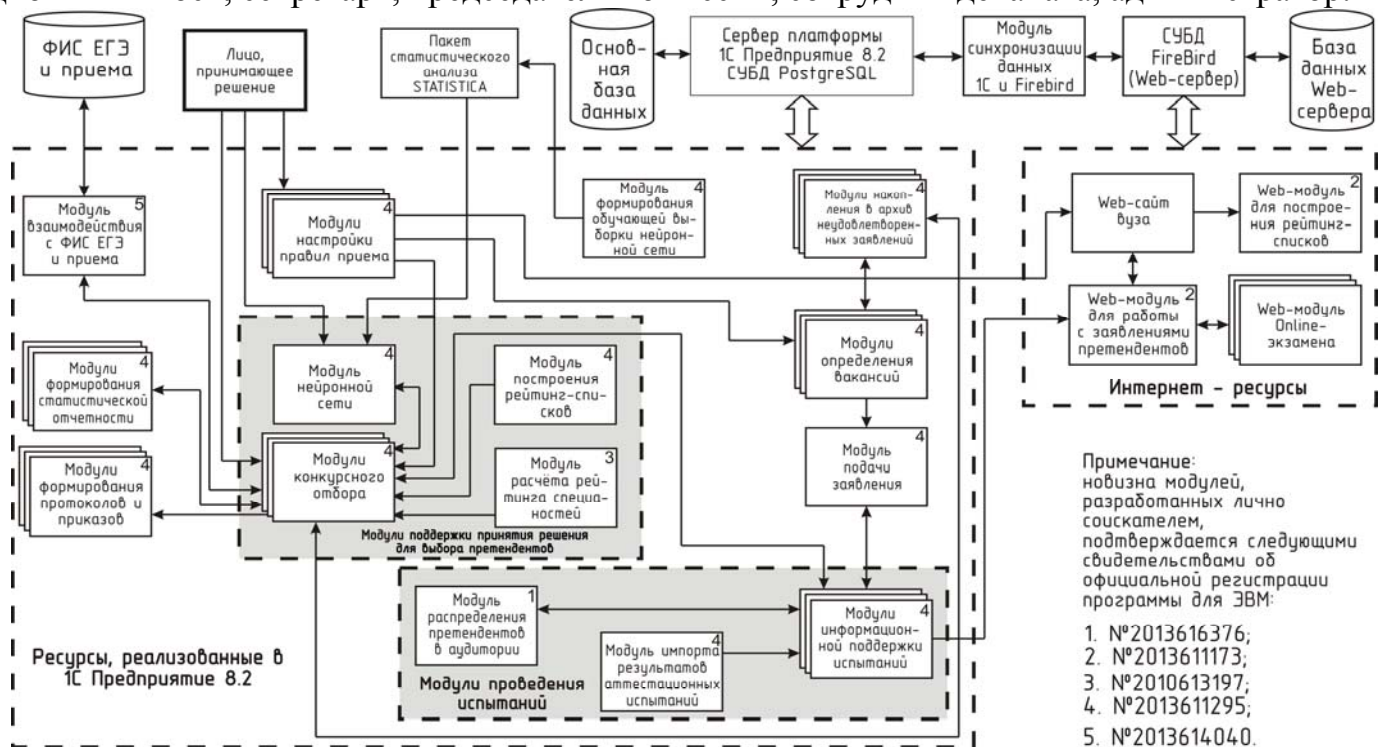 ФИС ЕГЭ
и приема
Лицо,
принимающее
решение
Пакет
статистического
анализа
STATISTICA
Основ-
ная
база
данных
Сервер платформы
1С Предприятие 8.2
СУБД PostgreSQL
Модуль
синхронизации
данных
1С и Firebird
СУБД
FireBird
(Web-сервер)
База
данных
Web-
сервера
5
Модуль
взаимодействия
с ФИС ЕГЭ
и приема
4
Модули
настройки
правил приема
4
Модуль
формирования
обучающей вы-
борки нейрон-
ной сети
4
Модули накоп-
ления в архив
неудовлетворен-
ных заявлений
Web-сайт
вуза
2
Web-модуль
для построе-
ния рейтинг-
списков
2
Web-модуль
для работы
с заявлениями
претендентов
Web-модуль
Online-
экзамена
Интернет - ресурсы
4
Модули
формирования
статистической
отчетности
4
Модуль
нейронной
сети
4
Модуль
построения
рейтинг-спи-
сков
4
Модули
определения
вакансий
4
Модули
формирования
протоколов и
приказов
4
Модули
конкурсного
отбора
3
Модуль
расчёта рей-
тинга специаль-
ностей
4
Модуль
подачи
заявления
Модули поддержки принятия решения
для выбора претендентов
1
Модуль
распределения
претендентов
в аудитории
4
Модуль импорта
результатов
аттестационных
испытаний
4
Модули
информацион-
ной поддержки
испытаний
Модули проведения
испытаний
Ресурсы, реализованные в
1С Предприятие 8.2
Примечание:
новизна модулей,
разработанных лично
соискателем,
подтверждается следующими
свидетельствами об
официальной регистрации
программы для ЭВМ:
1. №2013616376;
2. №2013611173;
3. №2010613197;
4. №2013611295;
5. №2013614040.